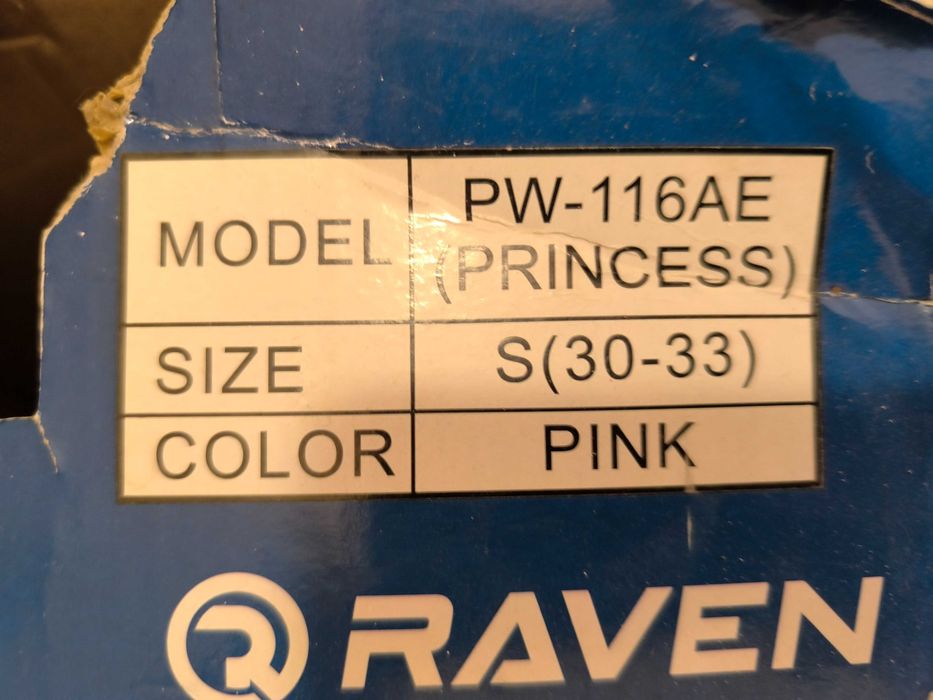 MODEL PW-116AE
(PRINCESS)
SIZE S(30-33)
COLOR PINK
RAVEN